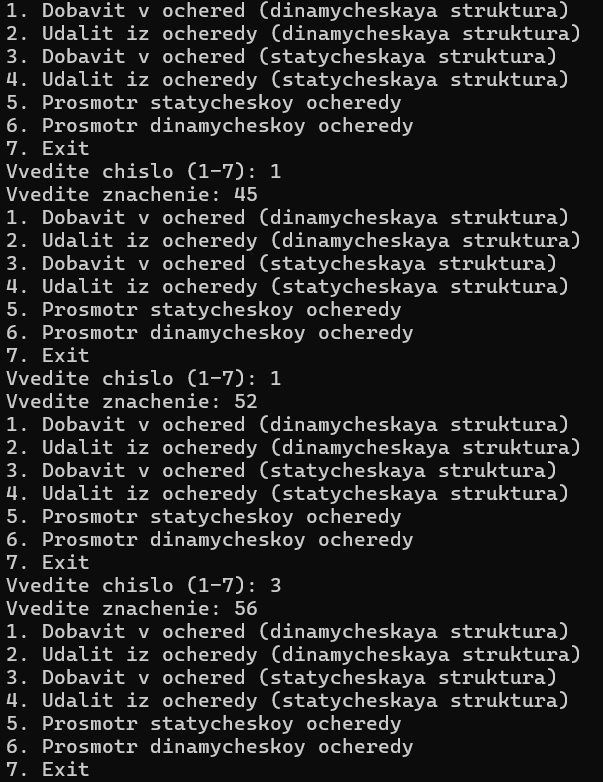 1. Dobavit v ochered (dinamycheskaya struktura)
2. Udalit iz ocheredy (dinamycheskaya struktura)
3. Dobavit v ochered (statycheskaya struktura)
4. Udalit iz ocheredy (statycheskaya struktura)
5. Prosmotr statycheskoy ocheredy
6. Prosmotr dinamycheskoy ocheredy
7. Exit
Vvedite chislo (1-7): 1
Vvedite znachenie: 45
1. Dobavit v ochered (dinamycheskaya struktura)
2. Udalit iz ocheredy (dinamycheskaya struktura)
3. Dobavit v ochered (statycheskaya struktura)
4. Udalit iz ocheredy (statycheskaya struktura)
5. Prosmotr statycheskoy ocheredy
6. Prosmotr dinamycheskoy ocheredy
7. Exit
Vvedite chislo (1-7): 1
Vvedite znachenie: 52
1. Dobavit v ochered (dinamycheskaya struktura)
2. Udalit iz ocheredy (dinamycheskaya struktura)
3. Dobavit v ochered (statycheskaya struktura)
4. Udalit iz ocheredy (statycheskaya struktura)
5. Prosmotr statycheskoy ocheredy
6. Prosmotr dinamycheskoy ocheredy
7. Exit
Vvedite chislo (1-7): 3
Vvedite znachenie: 56
1. Dobavit v ochered (dinamycheskaya struktura)
2. Udalit iz ocheredy (dinamycheskaya struktura)
3. Dobavit v ochered (statycheskaya struktura)
4. Udalit iz ocheredy (statycheskaya struktura)
5. Prosmotr statycheskoy ocheredy
6. Prosmotr dinamycheskoy ocheredy
7. Exit